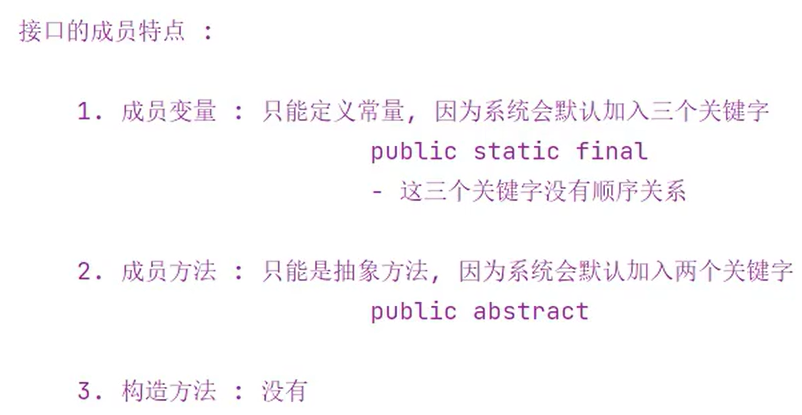 接口的成员特点 :
1. 成员变量 : 只能定义常量, 因为系统会默认加入三个关键字
public static final
- 这三个关键字没有顺序关系
2. 成员方法 : 只能是抽象方法, 因为系统会默认加入两个关键字
public abstract
3. 构造方法 : 没有